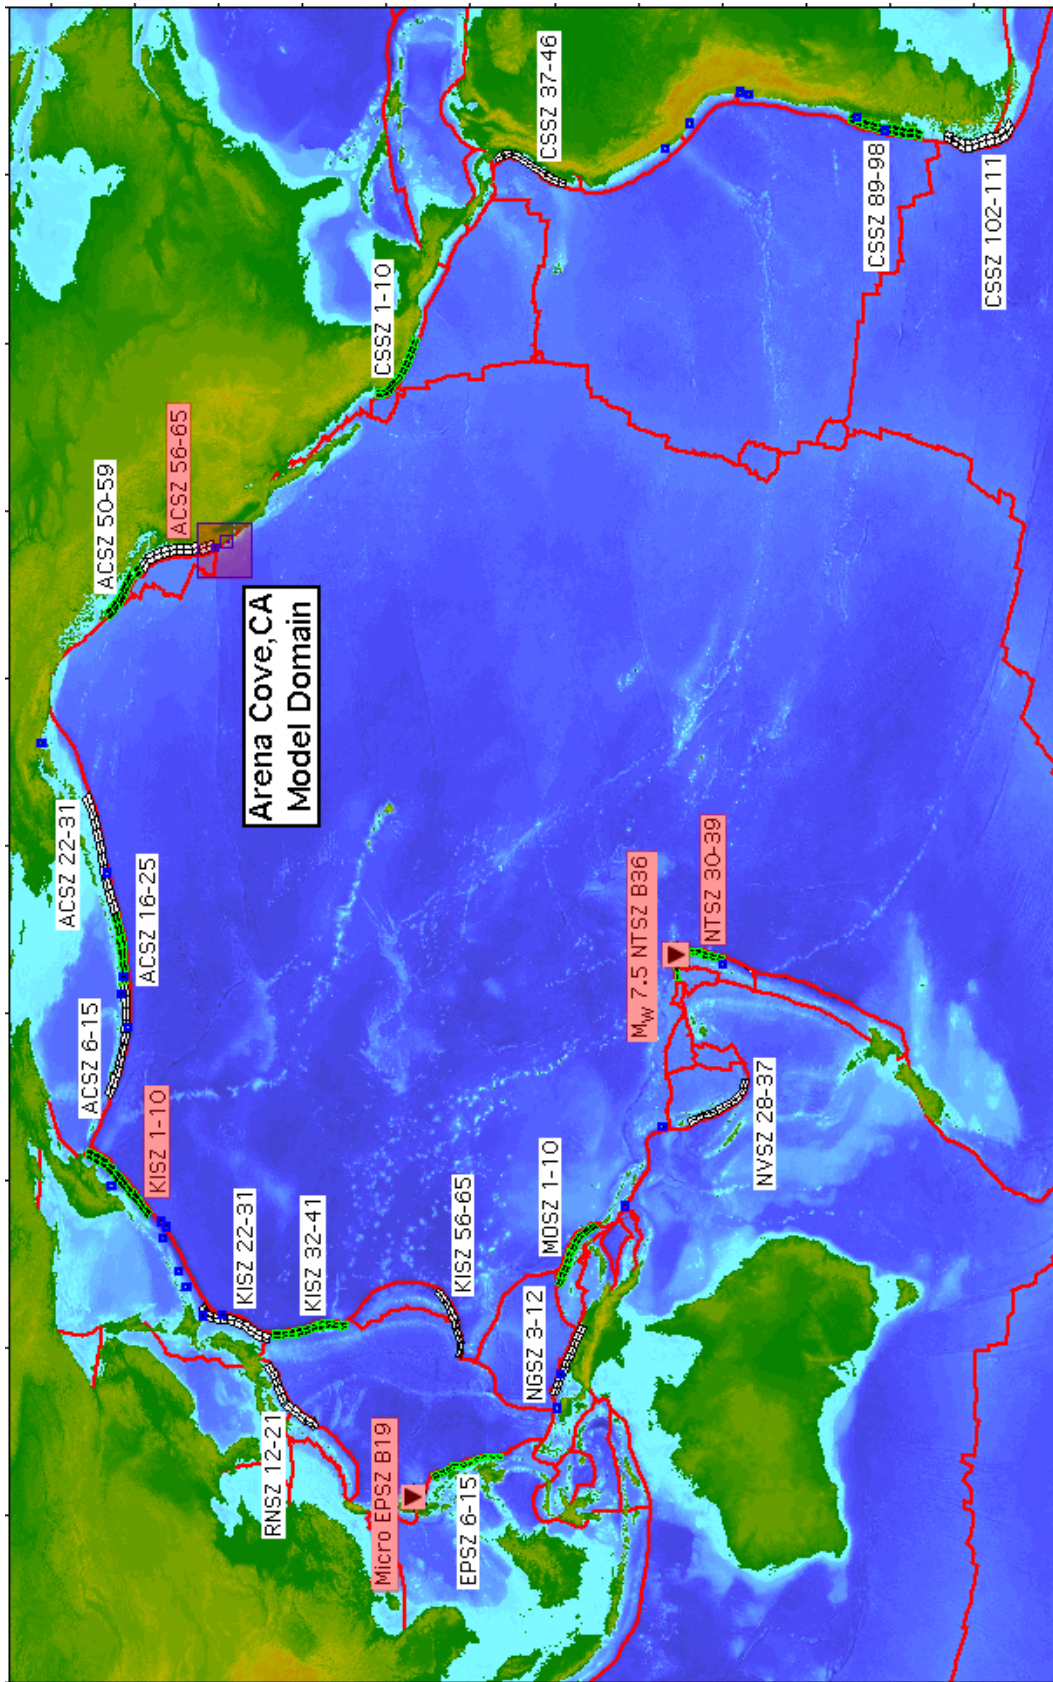 ACSZ 6-15
ACSZ 22-31
ACSZ 16-25
ACSZ 50-59
ACSZ 56-65
KISZ 1-10
Arena Cove,CA
Model Domain
KISZ 22-31
RNSZ 12-21
KISZ 32-41
CSSZ 1-10
Micro EPSZ B19
KISZ 56-65
EPSZ 6-15
NGSZ 3-12
MOSZ 1-10
CSSZ 37-46
MW 7.5 NTSZ B36
NTSZ 30-39
NVSZ 28-37
CSSZ 89-98
CSSZ 102-111